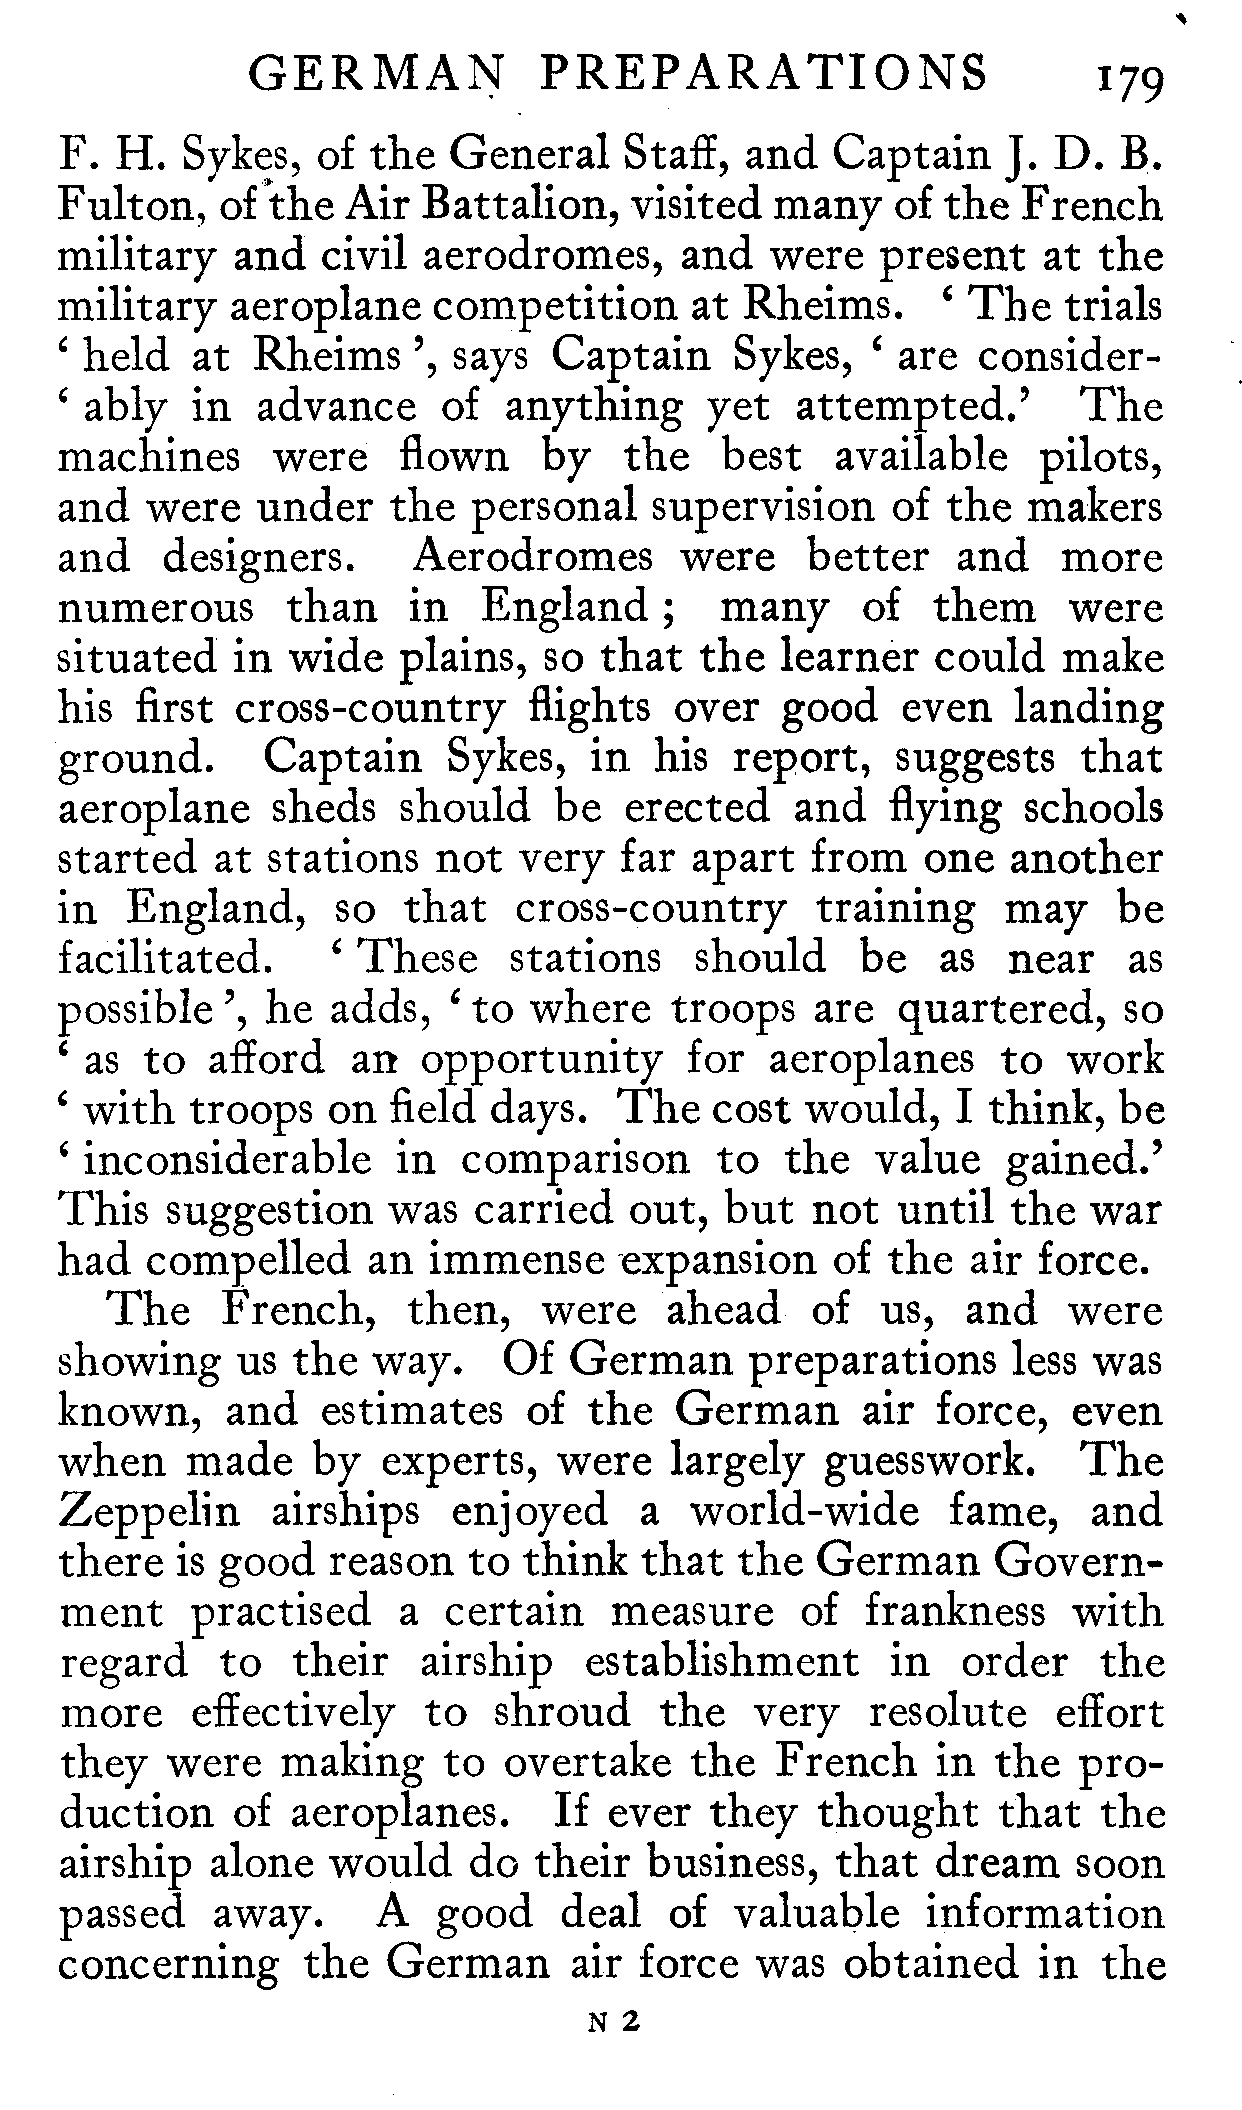 GERMAN PREPARATIONS 179
F. H. Sykes, of the General Staff, and Captain J. D. B.
Fulton, of the Air Battalion, visited many of the French
military and civil aerodromes, and were present at the
military aeroplane competition at Rheims. ‘ The trials
‘ held at Rheims ’, says Captain Sykes, ‘ are consider-
‘ ably in advance of anything yet attempted.’ The
machines were flown by the best available pilots,
and were under the personal supervision of the makers
and designers. Aerodromes were better and more
numerous than in England ; many of them were
situated in wide plains, so that the learner could make
his first cross-country flights over good even landing
ground. Captain Sykes, in his report, suggests that
aeroplane sheds should be erected and flying schools
started at stations not very far apart from one another
in England, so that cross-country training may be
facilitated. ‘ These stations should be as near as
possible ’, he adds, ‘ to where troops are quartered, so
‘ as to afford an opportunity for aeroplanes to work
‘ with troops on field days. The cost would, I think, be
‘ inconsiderable in comparison to the value gained.’
This suggestion was carried out, but not until the war
had compelled an immense expansion of the air force.
The French, then, were ahead of us, and were
showing us the way. Of German preparations less was
known, and estimates of the German air force, even
when made by experts, were largely guesswork. The
Zeppelin airships enjoyed a world-wide fame, and
there is good reason to think that the German Govern-
ment practised a certain measure of frankness with
regard to their airship establishment in order the
more effectively to shroud the very resolute effort
they were making to overtake the French in the pro-
duction of aeroplanes. If ever they thought that the
airship alone would do their business, that dream soon
passed away. A good deal of valuable information
concerning the German air force was obtained in the
N 2